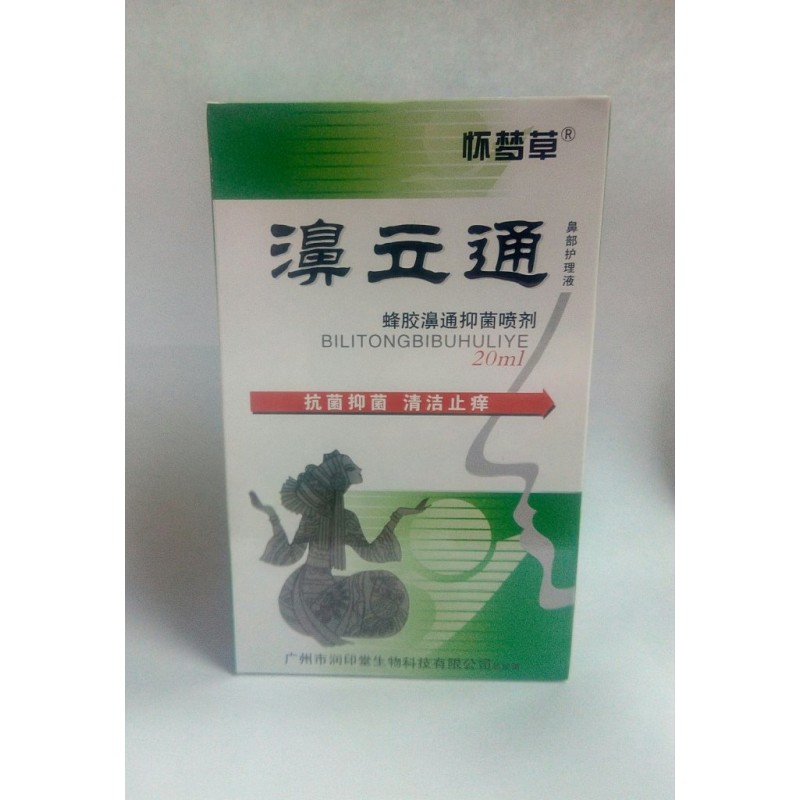 怀梦草®
濞立通
鼻部护理液
蜂胶濞通抑菌喷剂
BILITONGBIBUHULIYE
20ml
抗菌抑菌 清洁止痒
广州市润印堂生物科技有限公司